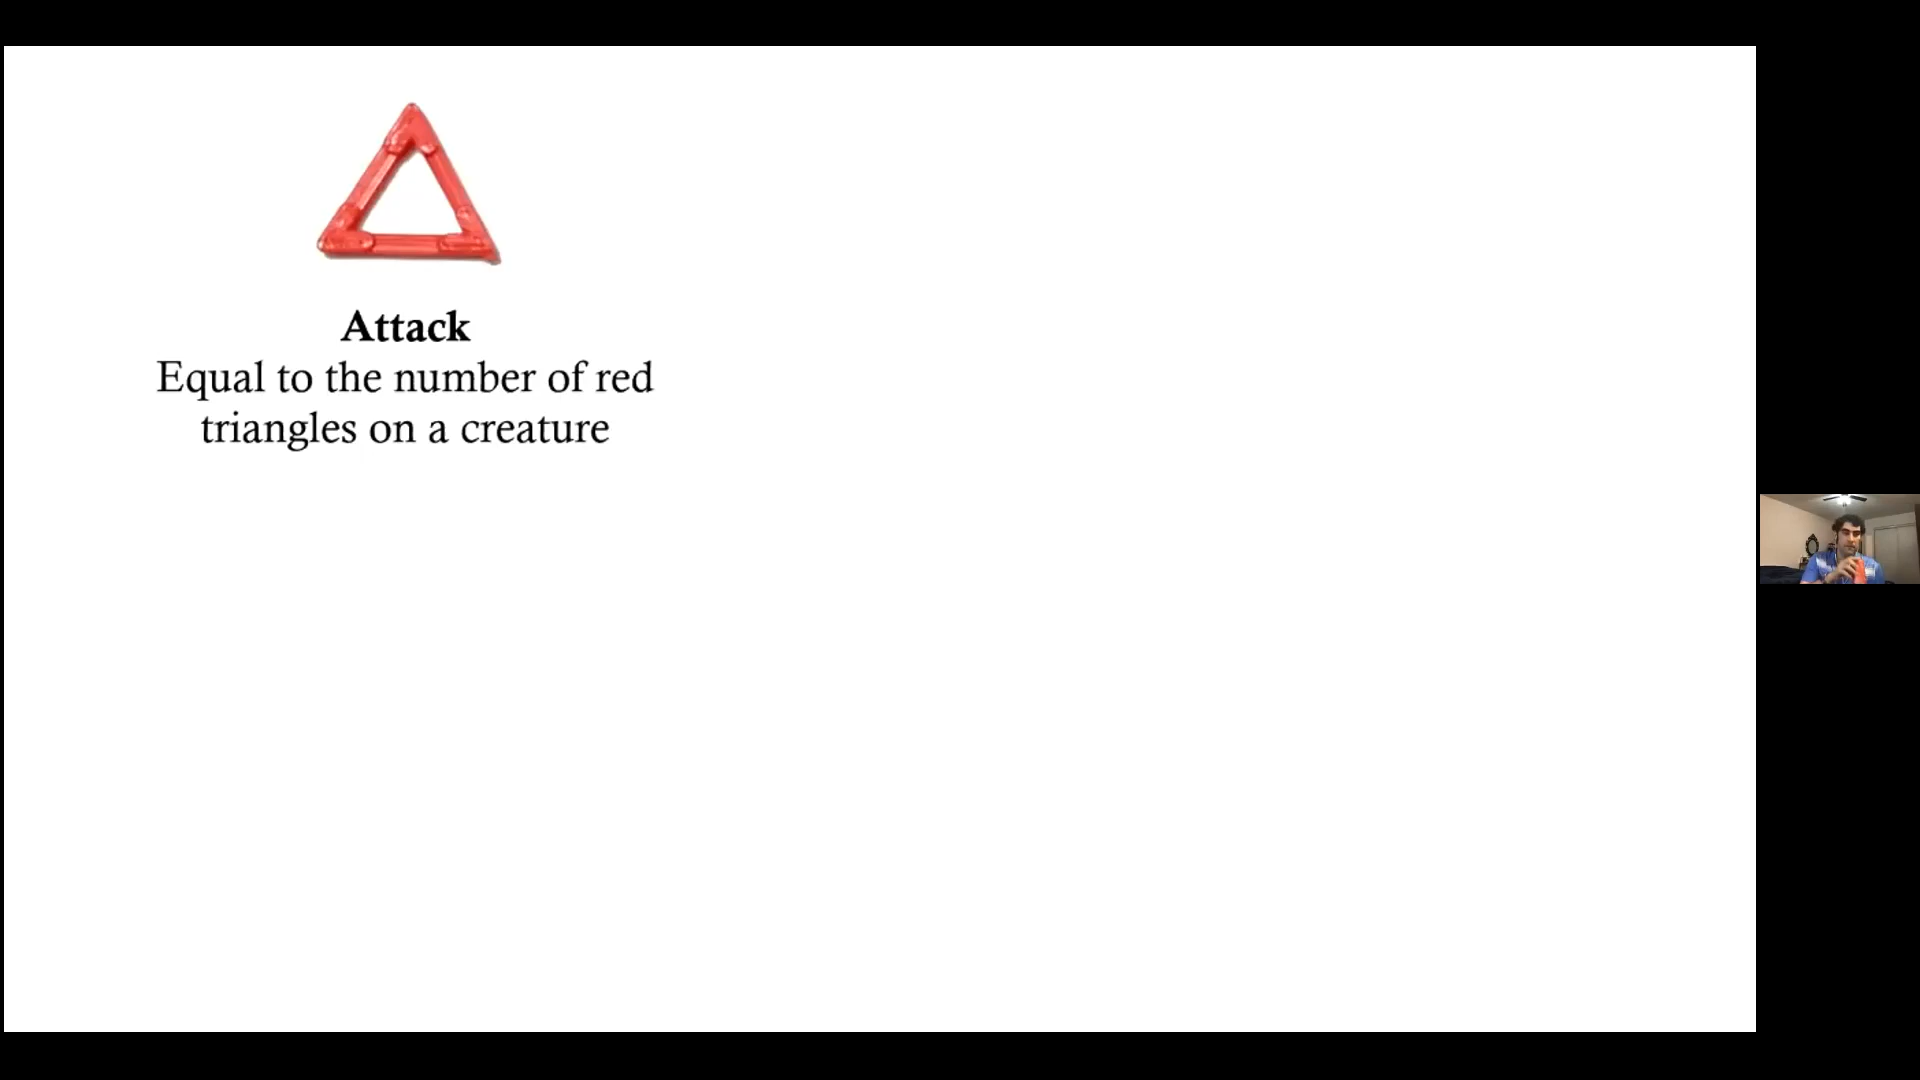 Attack
Equal to the number of red
triangles on a creature